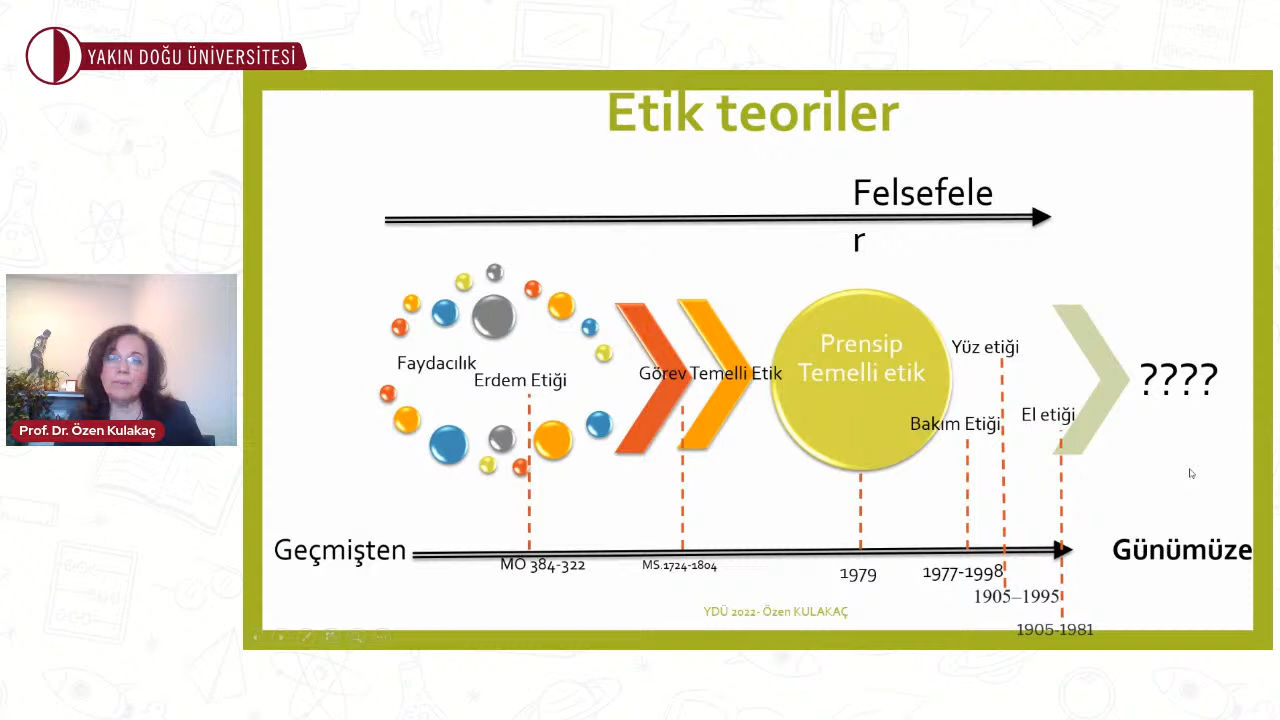 YAKIN DOĞU ÜNİVERSİTESİ
Etik teoriler
Felsefele
r
Faydacılık
Erdem Etiği
Görev Temelli Etik
Prensip
Temelli etik
Yüz etiği
Bakım Etiği
El etiği
????
Prof. Dr. Özen Kulakaç
Geçmişten
Günümüze
MO 384-322
MS.1724-1804
1979
1977-1998
1905–1995
1905-1981
YDÜ 2022- Özen KULAKAÇ